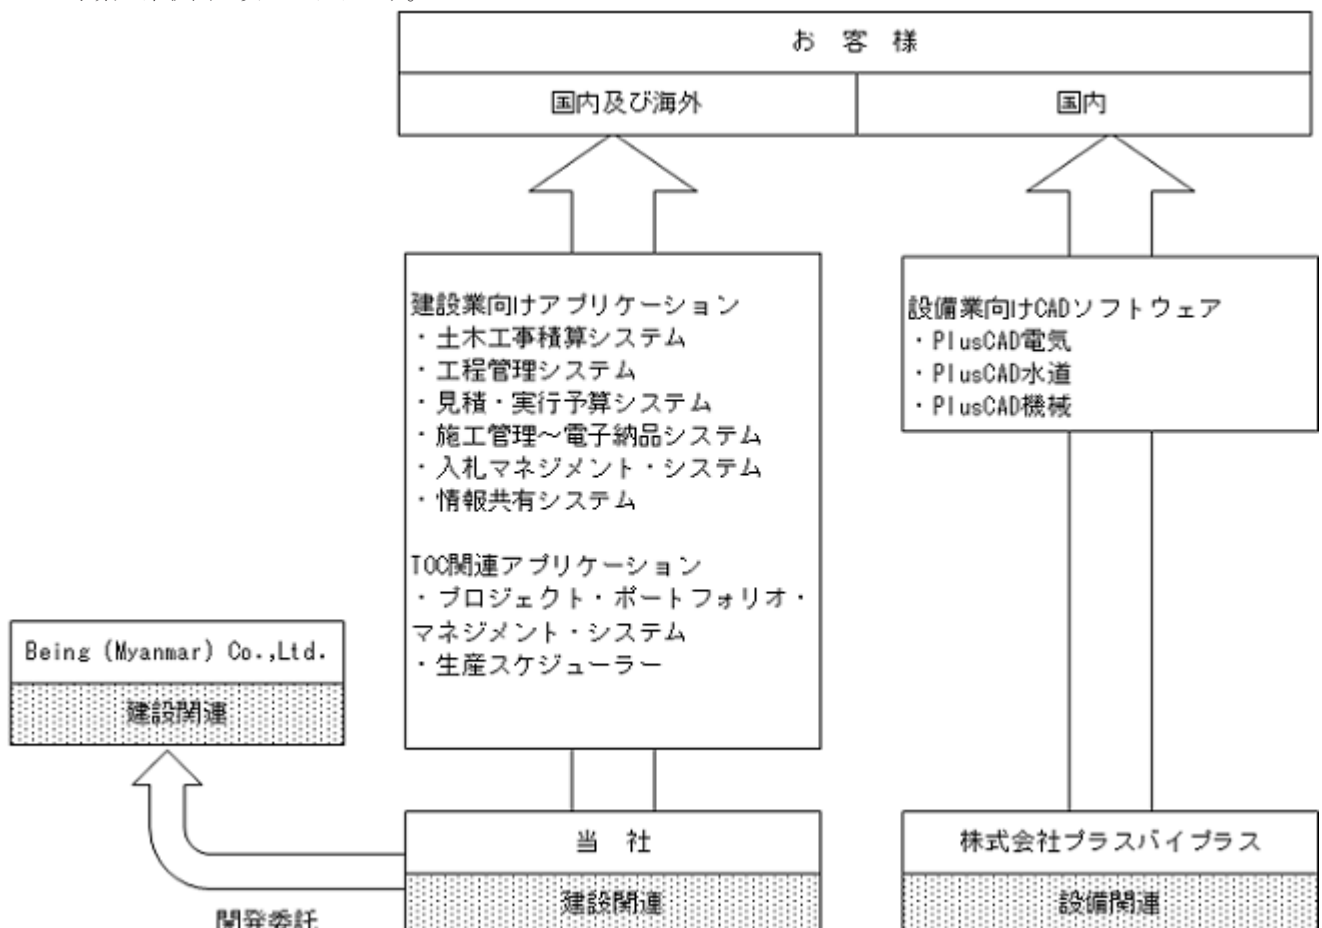 お 客 様
国内及び海外
国内
建設業向けアプリケーション
・土木工事積算システム
・工程管理システム
・見積・実行予算システム
・施工管理～電子納品システム
・入札マネジメント・システム
・情報共有システム
TOC関連アプリケーション
・プロジェクト・ポートフォリオ・
マネジメント・システム
・生産スケジューラー
設備業向けCADソフトウェア
・PlusCAD電気
・PlusCAD水道
・PlusCAD機械
Being (Myanmar) Co.,Ltd.
建設関連
当 社
建設関連
開発委託
株式会社プラスバイプラス
設備関連